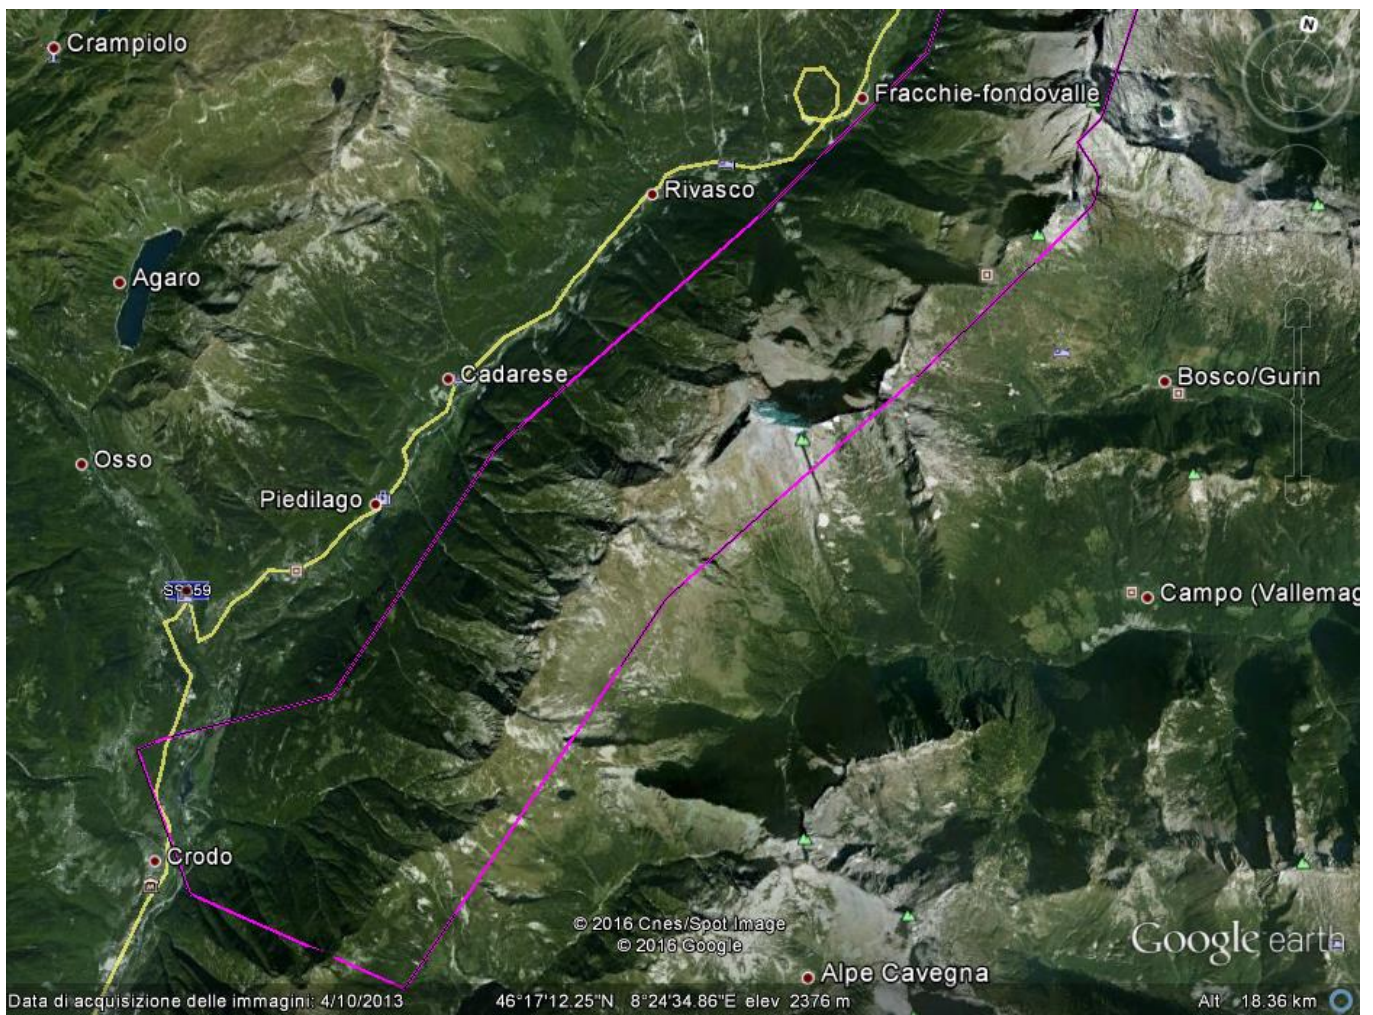 N
Crampiolo
Fracchie-fondovalle
Rivasco
Agaro
Cadarese
Bosco/Gurin
Osso
Piedilago
Campo (Vallemag
Crodo
© 2016 Cnes/Spot Image
© 2016 Google
Google earth
Alpe Cavegna
Data di acquisizione delle immagini: 4/10/2013 46°17'12.25"N 8°24'34.86"E elev 2376 m Alt 18.36 km